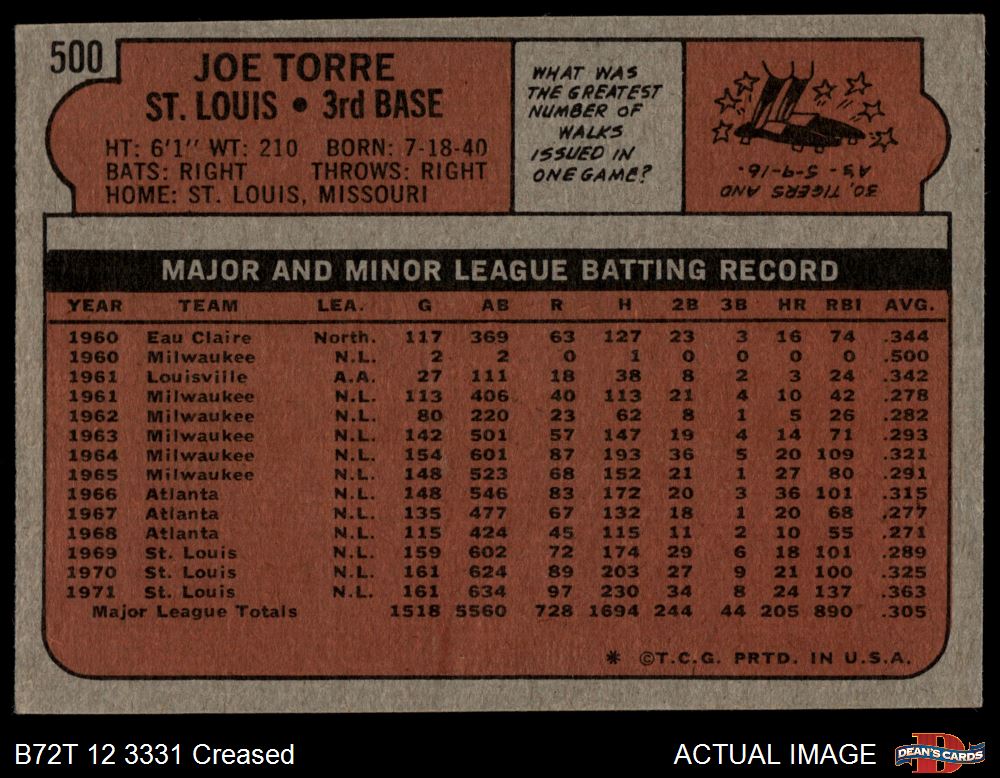 500
JOE TORRE
ST. LOUIS • 3rd BASE
HT: 6'1" WT: 210 BORN: 7-18-40
BATS: RIGHT THROWS: RIGHT
HOME: ST. LOUIS, MISSOURI
WHAT WAS
THE GREATEST
NUMBER OF
WALKS
ISSUED IN
ONE GAME?
30, TIGERS AND
A's - 5-9-16.
MAJOR AND MINOR LEAGUE BATTING RECORD
YEAR TEAM LEA. G AB R H 2B 3B HR RBI AVG.
1960 Eau Claire North. 117 369 63 127 23 3 16 74 .344
1960 Milwaukee N.L. 2 2 0 1 0 0 0 0 .500
1961 Louisville A.A. 27 111 18 38 8 2 3 24 .342
1961 Milwaukee N.L. 113 406 40 113 21 4 10 42 .278
1962 Milwaukee N.L. 80 220 23 62 8 1 5 26 .282
1963 Milwaukee N.L. 142 501 57 147 19 4 14 71 .293
1964 Milwaukee N.L. 154 601 87 193 36 5 20 109 .321
1965 Milwaukee N.L. 148 523 68 152 21 1 27 80 .291
1966 Atlanta N.L. 148 546 83 172 20 3 36 101 .315
1967 Atlanta N.L. 135 477 67 132 18 1 20 68 .277
1968 Atlanta N.L. 115 424 45 115 11 2 10 55 .271
1969 St. Louis N.L. 159 602 72 174 29 6 18 101 .289
1970 St. Louis N.L. 161 624 89 203 27 9 21 100 .325
1971 St. Louis N.L. 161 634 97 230 34 8 24 137 .363
Major League Totals 1518 5560 728 1694 244 44 205 890 .305
* ©T.C.G. PRTD. IN U.S.A.
B72T 12 3331 Creased
ACTUAL IMAGE
DEAN'S CARDS